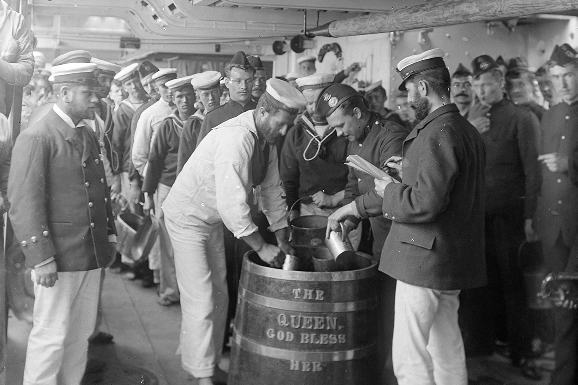 THE
QUEEN.
GOD BLESS
HER